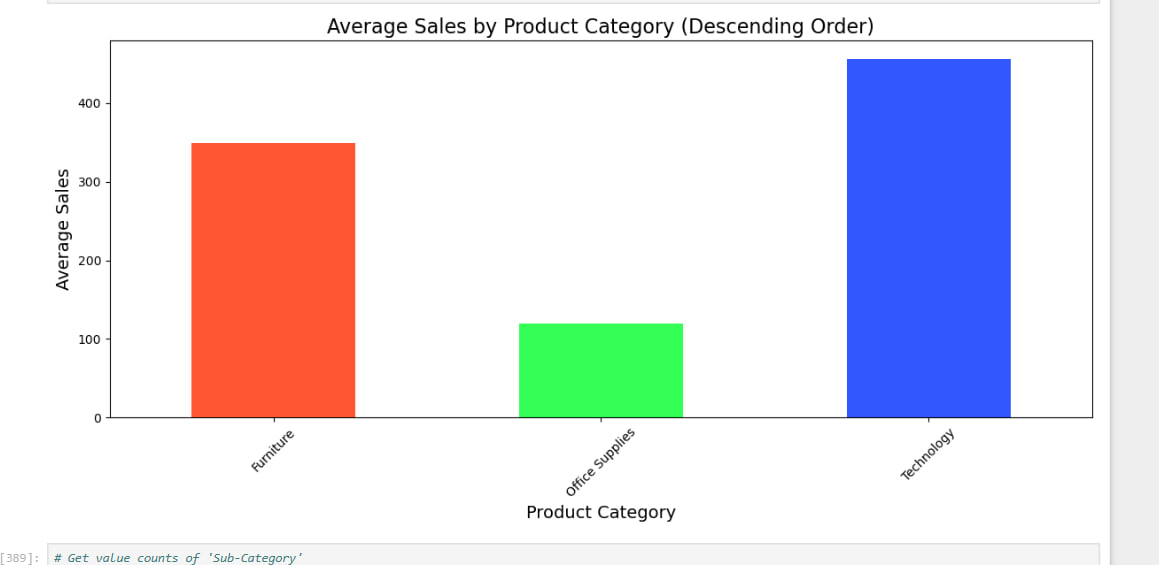 Average Sales by Product Category (Descending Order)
Average Sales
400
300
200
100
0
Furniture
Office Supplies
Technology
Product Category
[389]: # Get value counts of 'Sub-Category'